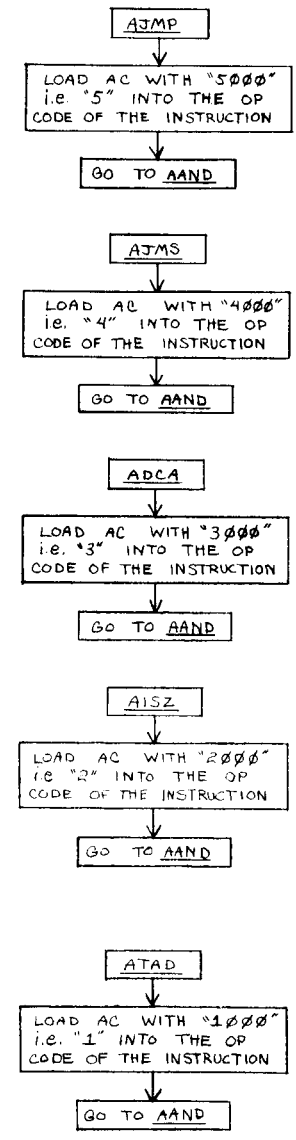 AJMP
LOAD AC WITH "5ØØØ"
i.e. "5" INTO THE OP
CODE OF THE INSTRUCTION
GO TO AAND
AJMS
LOAD AC WITH "4ØØØ"
i.e. "4" INTO THE OP
CODE OF THE INSTRUCTION
GO TO AAND
ADCA
LOAD AC WITH "3ØØØ"
i.e. "3" INTO THE OP
CODE OF THE INSTRUCTION
GO TO AAND
AISZ
LOAD AC WITH "2ØØØ"
i.e "2" INTO THE OP
CODE OF THE INSTRUCTION
GO TO AAND
ATAD
LOAD AC WITH "1ØØØ"
i.e. "1" INTO THE OP
CODE OF THE INSTRUCTION
GO TO AAND